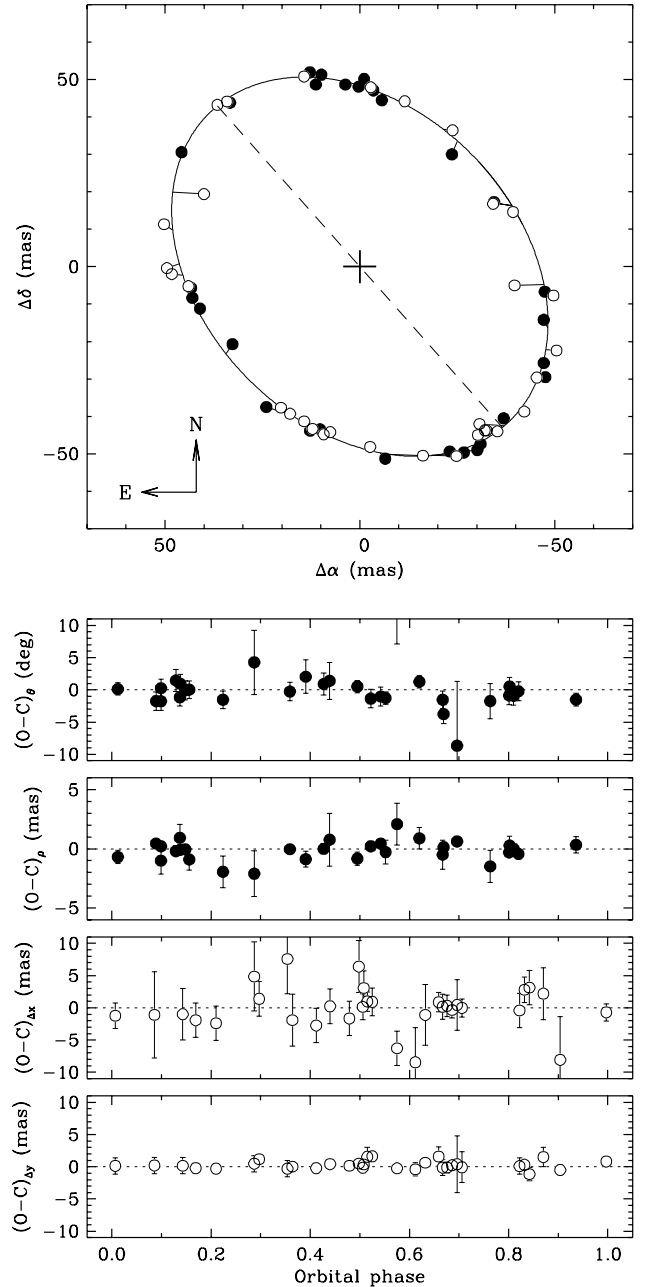 50
0
−50
Δδ (mas)
N
E
50 0 −50
Δα (mas)
10
5
0
−5
−10
(O−C)θ (deg)
5
0
−5
(O−C)ρ (mas)
10
5
0
−5
−10
(O−C)Δx (mas)
10
5
0
−5
−10
(O−C)Δy (mas)
0.0 0.2 0.4 0.6 0.8 1.0
Orbital phase